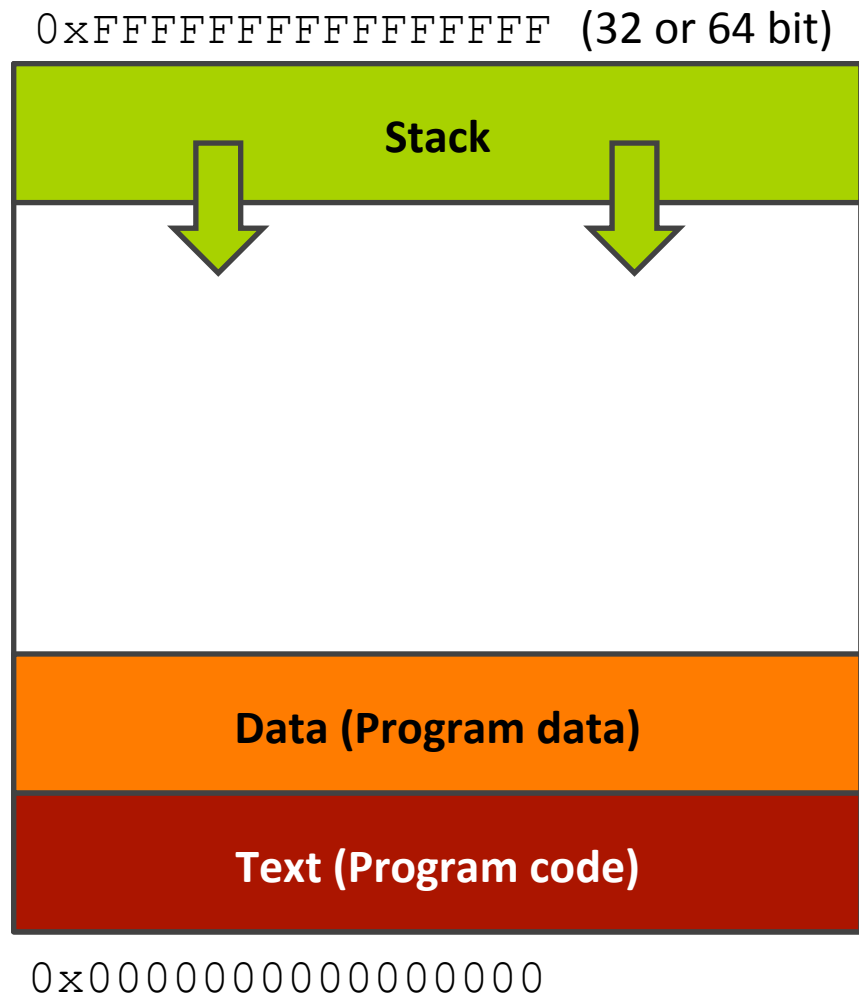 0xFFFFFFFFFFFFFFFF (32 or 64 bit)
Stack
Data (Program data)
Text (Program code)
0x0000000000000000